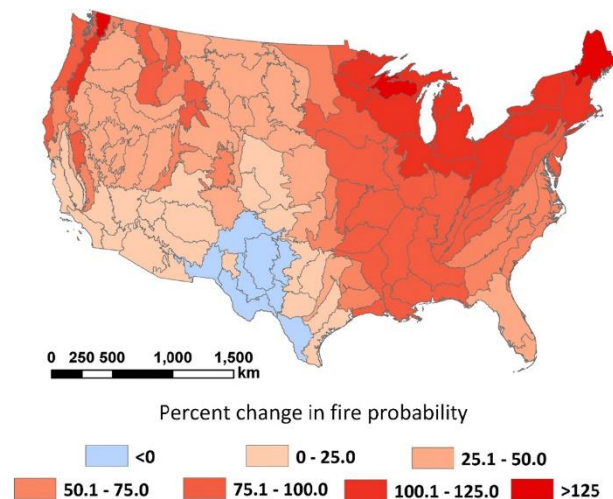 0 250 500 1,000 1,500
km
Percent change in fire probability
<0 0 - 25.0 25.1 - 50.0
50.1 - 75.0 75.1 - 100.0 100.1 - 125.0 >125